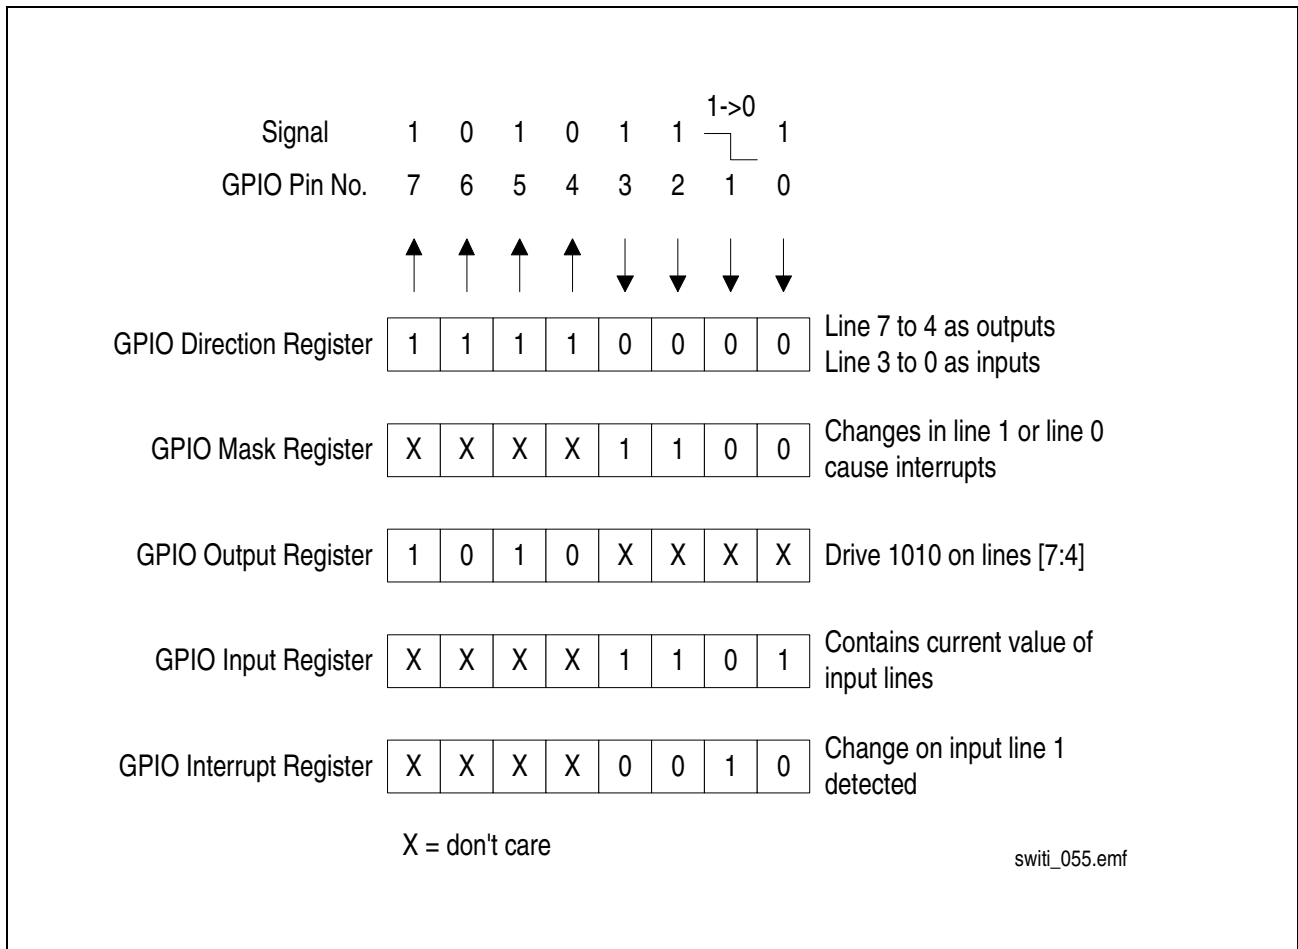 1->0
Signal 1 0 1 0 1 1 1
GPIO Pin No. 7 6 5 4 3 2 1 0
GPIO Direction Register 1 1 1 1 0 0 0 0 Line 7 to 4 as outputs
Line 3 to 0 as inputs
GPIO Mask Register X X X X 1 1 0 0 Changes in line 1 or line 0
cause interrupts
GPIO Output Register 1 0 1 0 X X X X Drive 1010 on lines [7:4]
GPIO Input Register X X X X 1 1 0 1 Contains current value of
input lines
GPIO Interrupt Register X X X X 0 0 1 0 Change on input line 1
detected
X = don't care
switi_055.emf